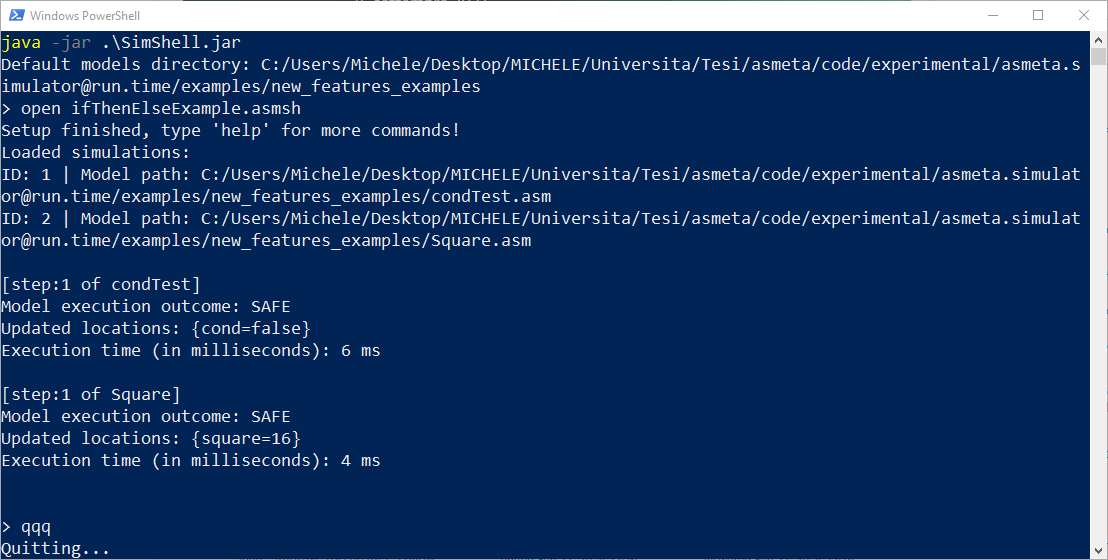 Windows PowerShell
java -jar .\SimShell.jar
Default models directory: C:/Users/Michele/Desktop/MICHELE/Universita/Tesi/asmeta/code/experimental/asmeta.s
imulator@run.time/examples/new_features_examples
> open ifThenElseExample.asmsh
Setup finished, type 'help' for more commands!
Loaded simulations:
ID: 1 | Model path: C:/Users/Michele/Desktop/MICHELE/Universita/Tesi/asmeta/code/experimental/asmeta.simulat
or@run.time/examples/new_features_examples/condTest.asm
ID: 2 | Model path: C:/Users/Michele/Desktop/MICHELE/Universita/Tesi/asmeta/code/experimental/asmeta.simulat
or@run.time/examples/new_features_examples/Square.asm
[step:1 of condTest]
Model execution outcome: SAFE
Updated locations: {cond=false}
Execution time (in milliseconds): 6 ms
[step:1 of Square]
Model execution outcome: SAFE
Updated locations: {square=16}
Execution time (in milliseconds): 4 ms
> qqq
Quitting...